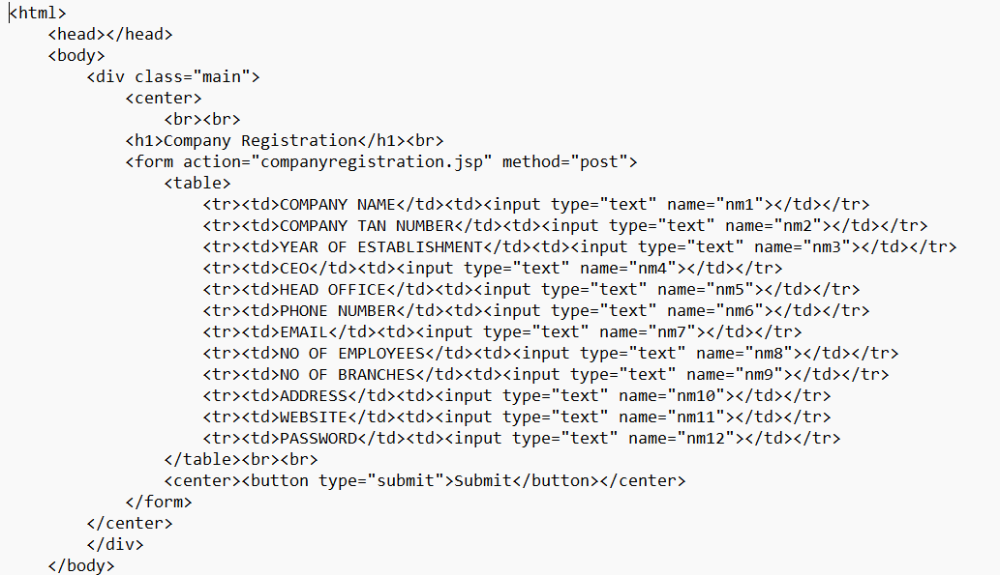 <html>
<head></head>
<body>
<div class="main">
<center>
<br><br>
<h1>Company Registration</h1><br>
<form action="companyregistration.jsp" method="post">
<table>
<tr><td>COMPANY NAME</td><td><input type="text" name="nm1"></td></tr>
<tr><td>COMPANY TAN NUMBER</td><td><input type="text" name="nm2"></td></tr>
<tr><td>YEAR OF ESTABLISHMENT</td><td><input type="text" name="nm3"></td></tr>
<tr><td>CEO</td><td><input type="text" name="nm4"></td></tr>
<tr><td>HEAD OFFICE</td><td><input type="text" name="nm5"></td></tr>
<tr><td>PHONE NUMBER</td><td><input type="text" name="nm6"></td></tr>
<tr><td>EMAIL</td><td><input type="text" name="nm7"></td></tr>
<tr><td>NO OF EMPLOYEES</td><td><input type="text" name="nm8"></td></tr>
<tr><td>NO OF BRANCHES</td><td><input type="text" name="nm9"></td></tr>
<tr><td>ADDRESS</td><td><input type="text" name="nm10"></td></tr>
<tr><td>WEBSITE</td><td><input type="text" name="nm11"></td></tr>
<tr><td>PASSWORD</td><td><input type="text" name="nm12"></td></tr>
</table><br><br>
<center><button type="submit">Submit</button></center>
</form>
</center>
</div>
</body>